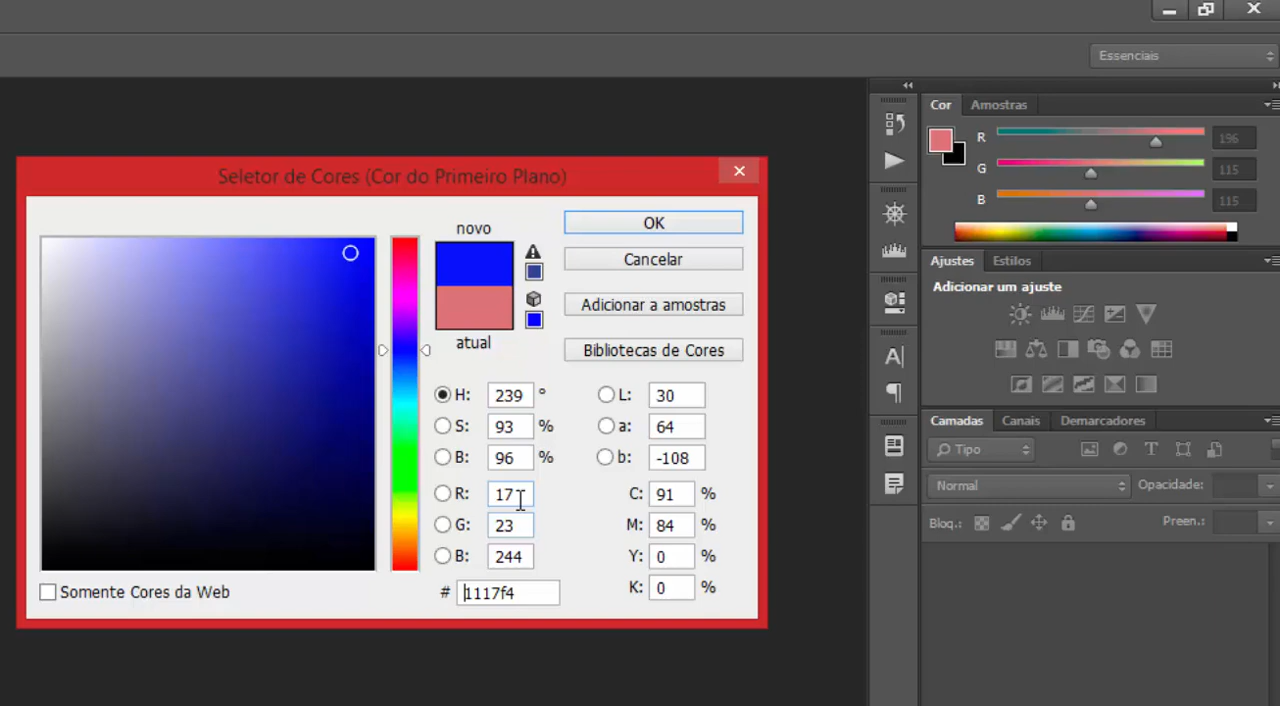 Essenciais
Seletor de Cores (Cor do Primeiro Plano)
novo
atual
OK
Cancelar
Adicionar a amostras
Bibliotecas de Cores
H: 239 °
S: 93 %
B: 96 %
R: 17
G: 23
B: 244
# 1117f4
L: 30
a: 64
b: -108
C: 91 %
M: 84 %
Y: 0 %
K: 0 %
Somente Cores da Web
Cor Amostras
R 196
G 115
B 115
Ajustes Estilos
Adicionar um ajuste
Camadas Canais Demarcadores
Tipo T
Normal Opacidade:
Bloq.: Preen.:
A